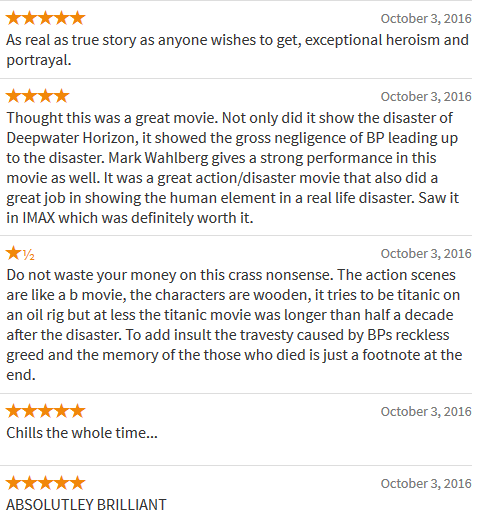 October 3, 2016
As real as true story as anyone wishes to get, exceptional heroism and
portrayal.
October 3, 2016
Thought this was a great movie. Not only did it show the disaster of
Deepwater Horizon, it showed the gross negligence of BP leading up
to the disaster. Mark Wahlberg gives a strong performance in this
movie as well. It was a great action/disaster movie that also did a
great job in showing the human element in a real life disaster. Saw it
in IMAX which was definitely worth it.
½ October 3, 2016
Do not waste your money on this crass nonsense. The action scenes
are like a b movie, the characters are wooden, it tries to be titanic on
an oil rig but at less the titanic movie was longer than half a decade
after the disaster. To add insult the travesty caused by BPs reckless
greed and the memory of the those who died is just a footnote at the
end.
October 3, 2016
Chills the whole time...
October 3, 2016
ABSOLUTLEY BRILLIANT